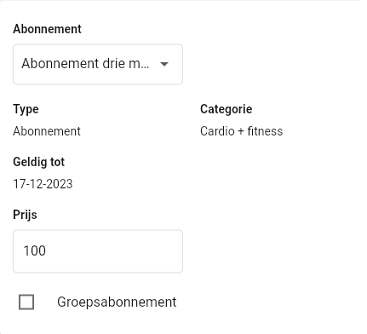 Abonnement
Abonnement drie m...
Type
Categorie
Abonnement
Cardio + fitness
Geldig tot
17-12-2023
Prijs
100
Groepsabonnement